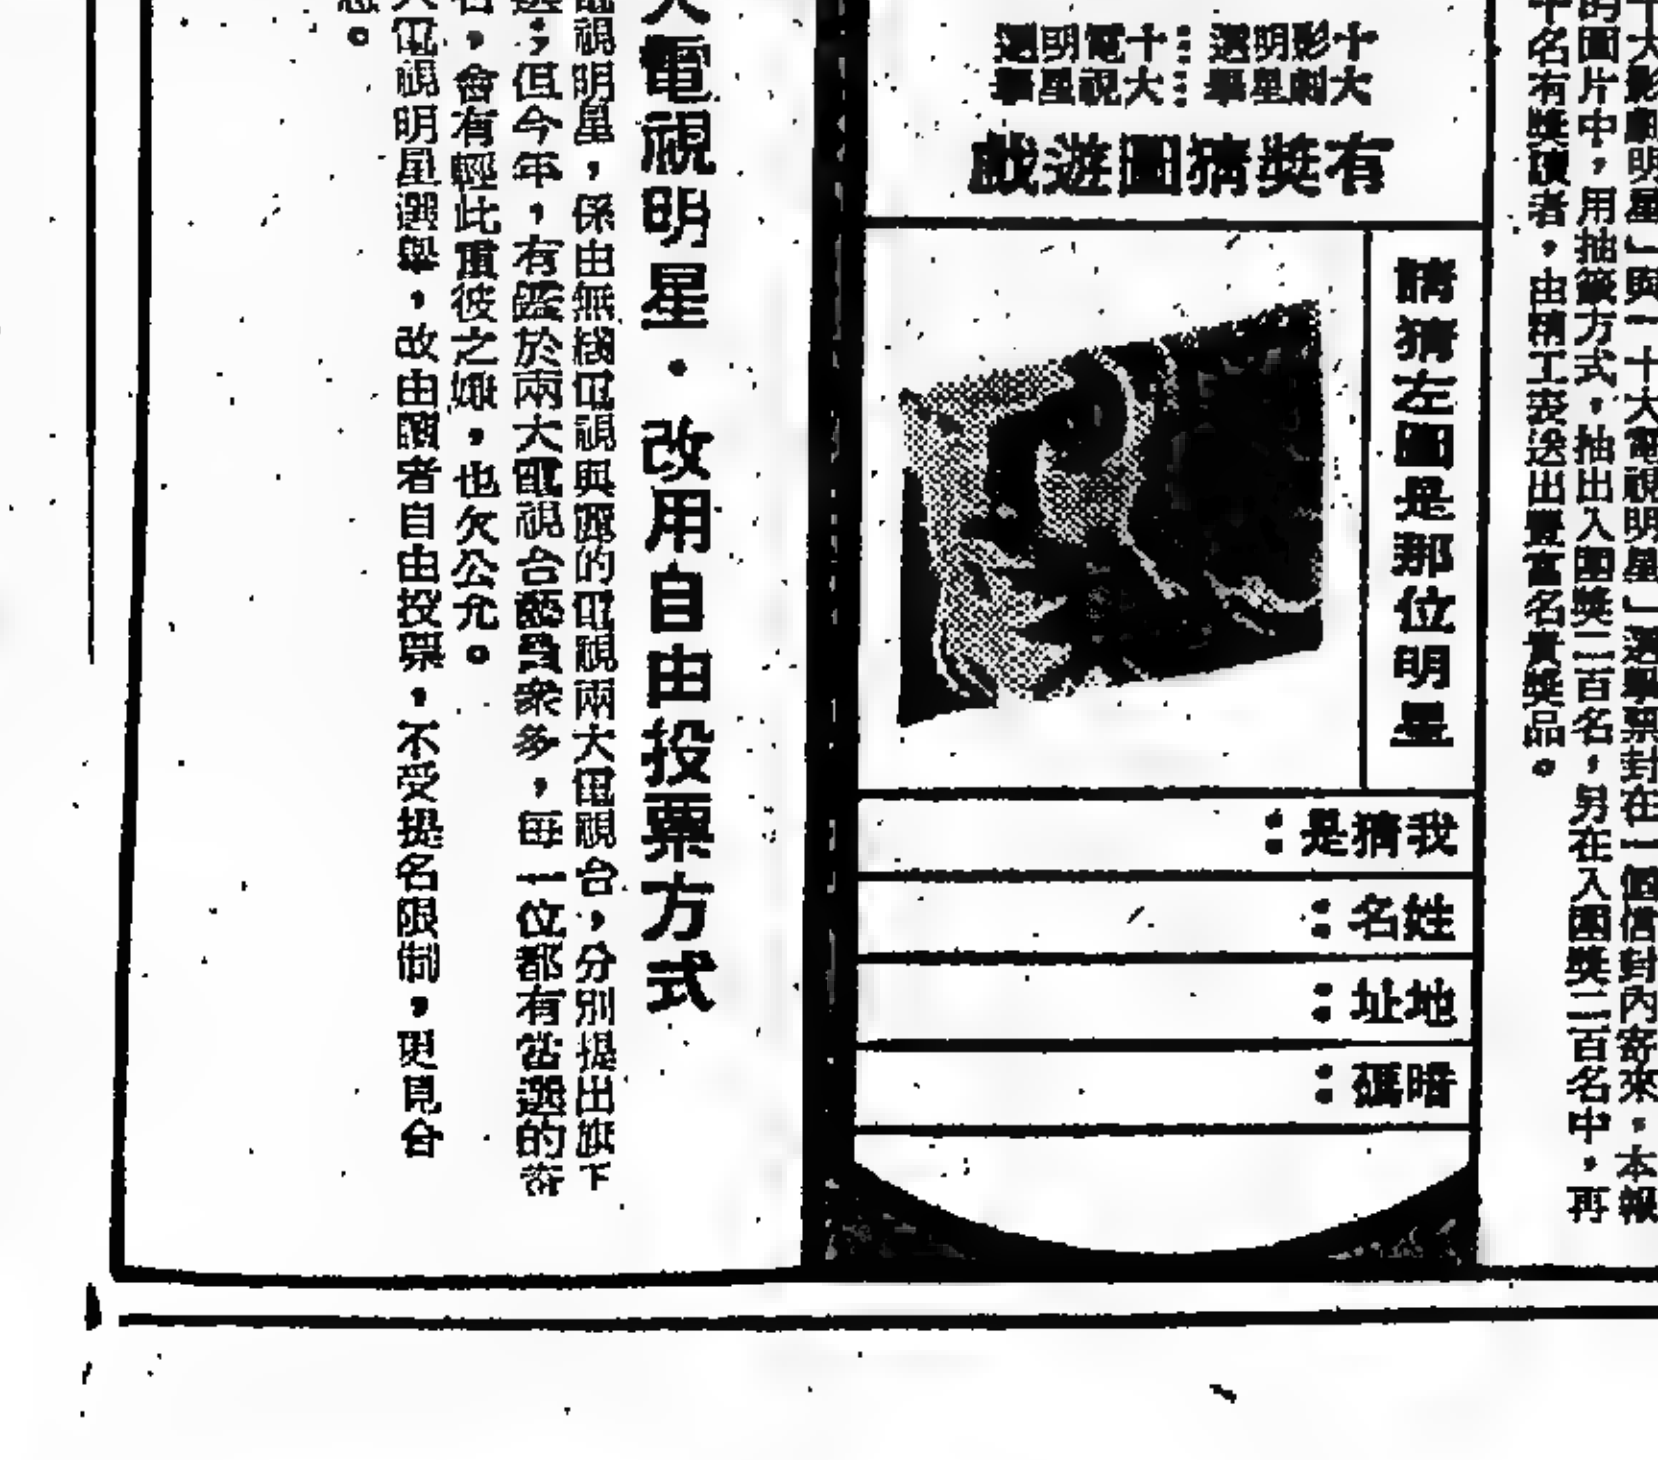 十大影劇明星」與「十大電視明星」選舉票封在一個信封內寄來,本報
的圖片中,用抽籤方式,抽出入圍獎二百名,另在入圍獎二百名中,再
十名有獎讀者,由精工表送出豐富名貴獎品。
十大影劇明星選舉
十大電視明星選舉
有獎猜圖遊戲
請猜左圖是那位明星
我猜是:
姓名:
地址:
暗碼:
大電視明星・改用自由投票方式
電視明星,係由無綫電視與麗的電視兩大電視台,分別提出旗下
選;但今年,有鑑於兩大電視台藝員衆多,每一位都有當選的資
名,會有輕此重彼之嫌,也欠公允。
大電視明星選舉,改由讀者自由投票,不受提名限制,更見合